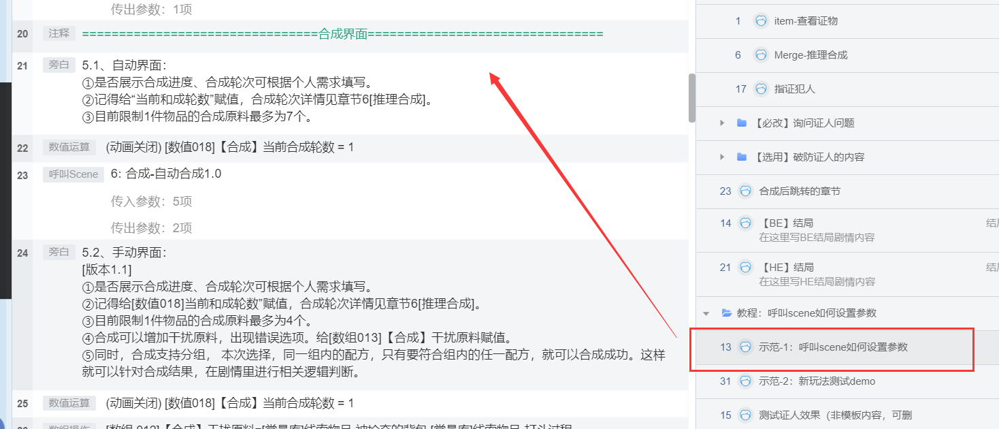 传出参数：1项
20 注释 ================================合成界面================================
21 旁白 5.1、自动界面：
①是否展示合成进度、合成轮次可根据个人需求填写。
②记得给“当前和成轮数”赋值，合成轮次详情见章节6[推理合成]。
③目前限制1件物品的合成原料最多为7个。
22 数值运算 (动画关闭) [数值018]【合成】当前合成轮数 = 1
23 呼叫Scene 6: 合成-自动合成1.0
传入参数：5项
传出参数：2项
24 旁白 5.2、手动界面：
[版本1.1]
①是否展示合成进度、合成轮次可根据个人需求填写。
②记得给[数值018]当前和成轮数”赋值，合成轮次详情见章节6[推理合成]。
③目前限制1件物品的合成原料最多为4个。
④合成可以增加干扰原料，出现错误选项。给[数组013]【合成】干扰原料赋值。
⑤同时，合成支持分组， 本次选择，同一组内的配方，只有要符合组内的任一配方，就可以合成成功。这样
就可以针对合成结果，在剧情里进行相关逻辑判断。
25 数值运算 (动画关闭) [数值018]【合成】当前合成轮数 = 1
1 item-查看证物
6 Merge-推理合成
17 指证犯人
【必改】询问证人问题
【选用】破防证人的内容
23 合成后跳转的章节
14 【BE】结局
在这里写BE结局剧情内容
21 【HE】结局
在这里写HE结局剧情内容
教程：呼叫scene如何设置参数
13 示范-1：呼叫scene如何设置参数
31 示范-2：新玩法测试demo
15 测试证人效果（非模板内容，可删